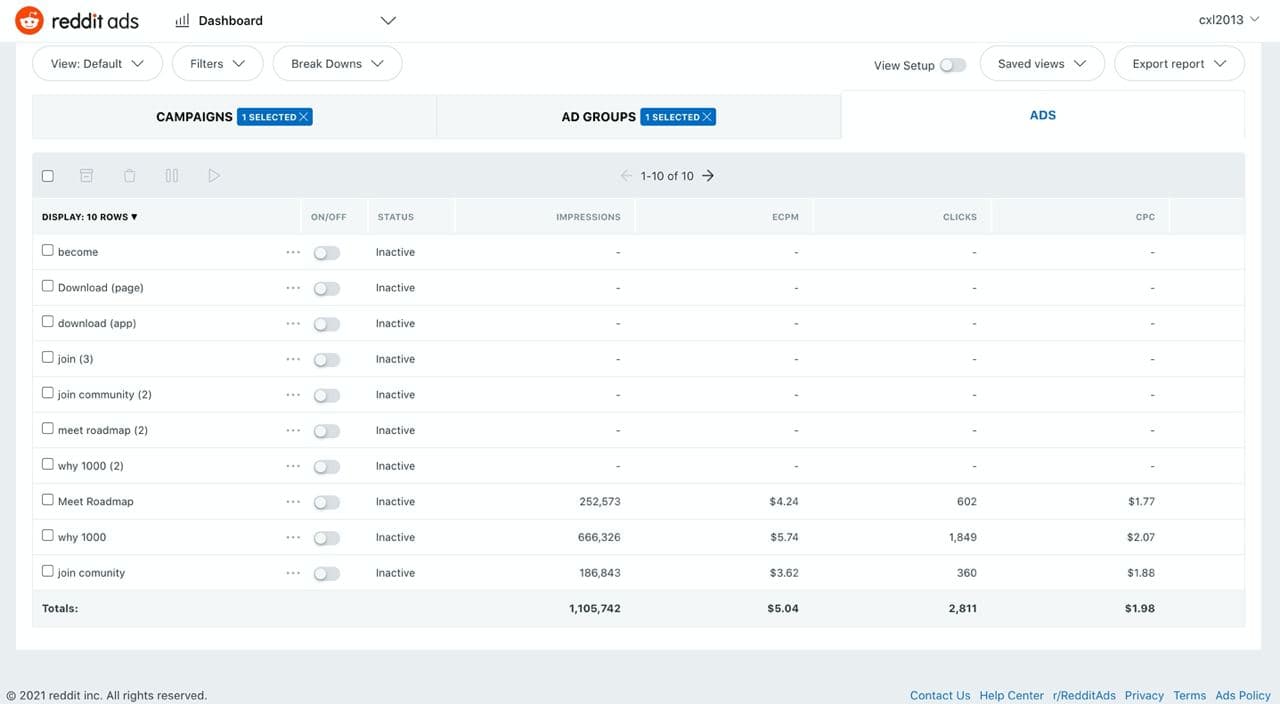 reddit ads Dashboard cxl2013
View: Default Filters Break Downs View Setup Saved views Export report
CAMPAIGNS 1 SELECTED AD GROUPS 1 SELECTED ADS
1-10 of 10
DISPLAY: 10 ROWS ▼ ON/OFF STATUS IMPRESSIONS ECPM CLICKS CPC
become ... Inactive - - - -
Download (page) ... Inactive - - - -
download (app) ... Inactive - - - -
join (3) ... Inactive - - - -
join community (2) ... Inactive - - - -
meet roadmap (2) ... Inactive - - - -
why 1000 (2) ... Inactive - - - -
Meet Roadmap ... Inactive 252,573 $4.24 602 $1.77
why 1000 ... Inactive 666,326 $5.74 1,849 $2.07
join comunity ... Inactive 186,843 $3.62 360 $1.88
Totals: 1,105,742 $5.04 2,811 $1.98
© 2021 reddit inc. All rights reserved. Contact Us Help Center r/RedditAds Privacy Terms Ads Policy